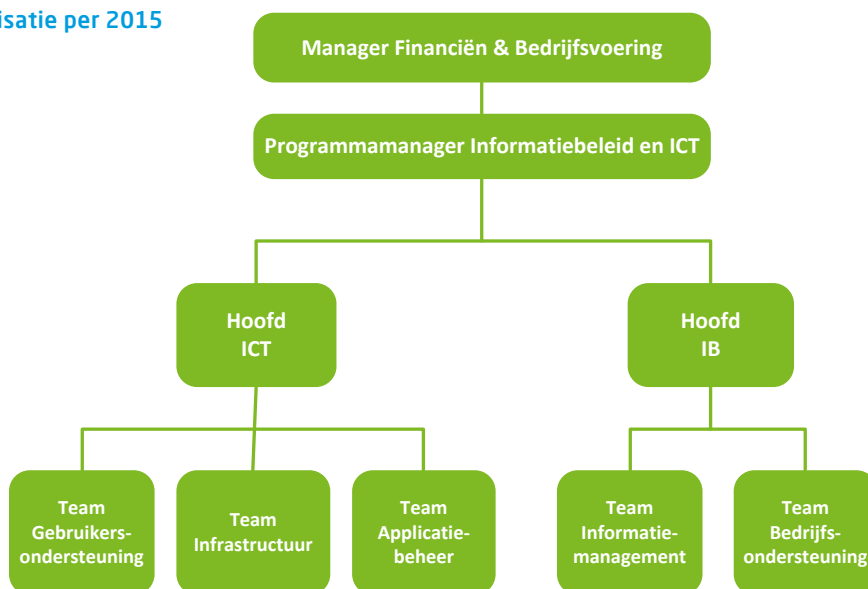 isatie per 2015
Manager Financiën & Bedrijfsvoering
Programmamanager Informatiebeleid en ICT
Hoofd
ICT
Hoofd
IB
Team
Gebruikers-
ondersteuning
Team
Infrastructuur
Team
Applicatie-
beheer
Team
Informatie-
management
Team
Bedrijfs-
ondersteuning